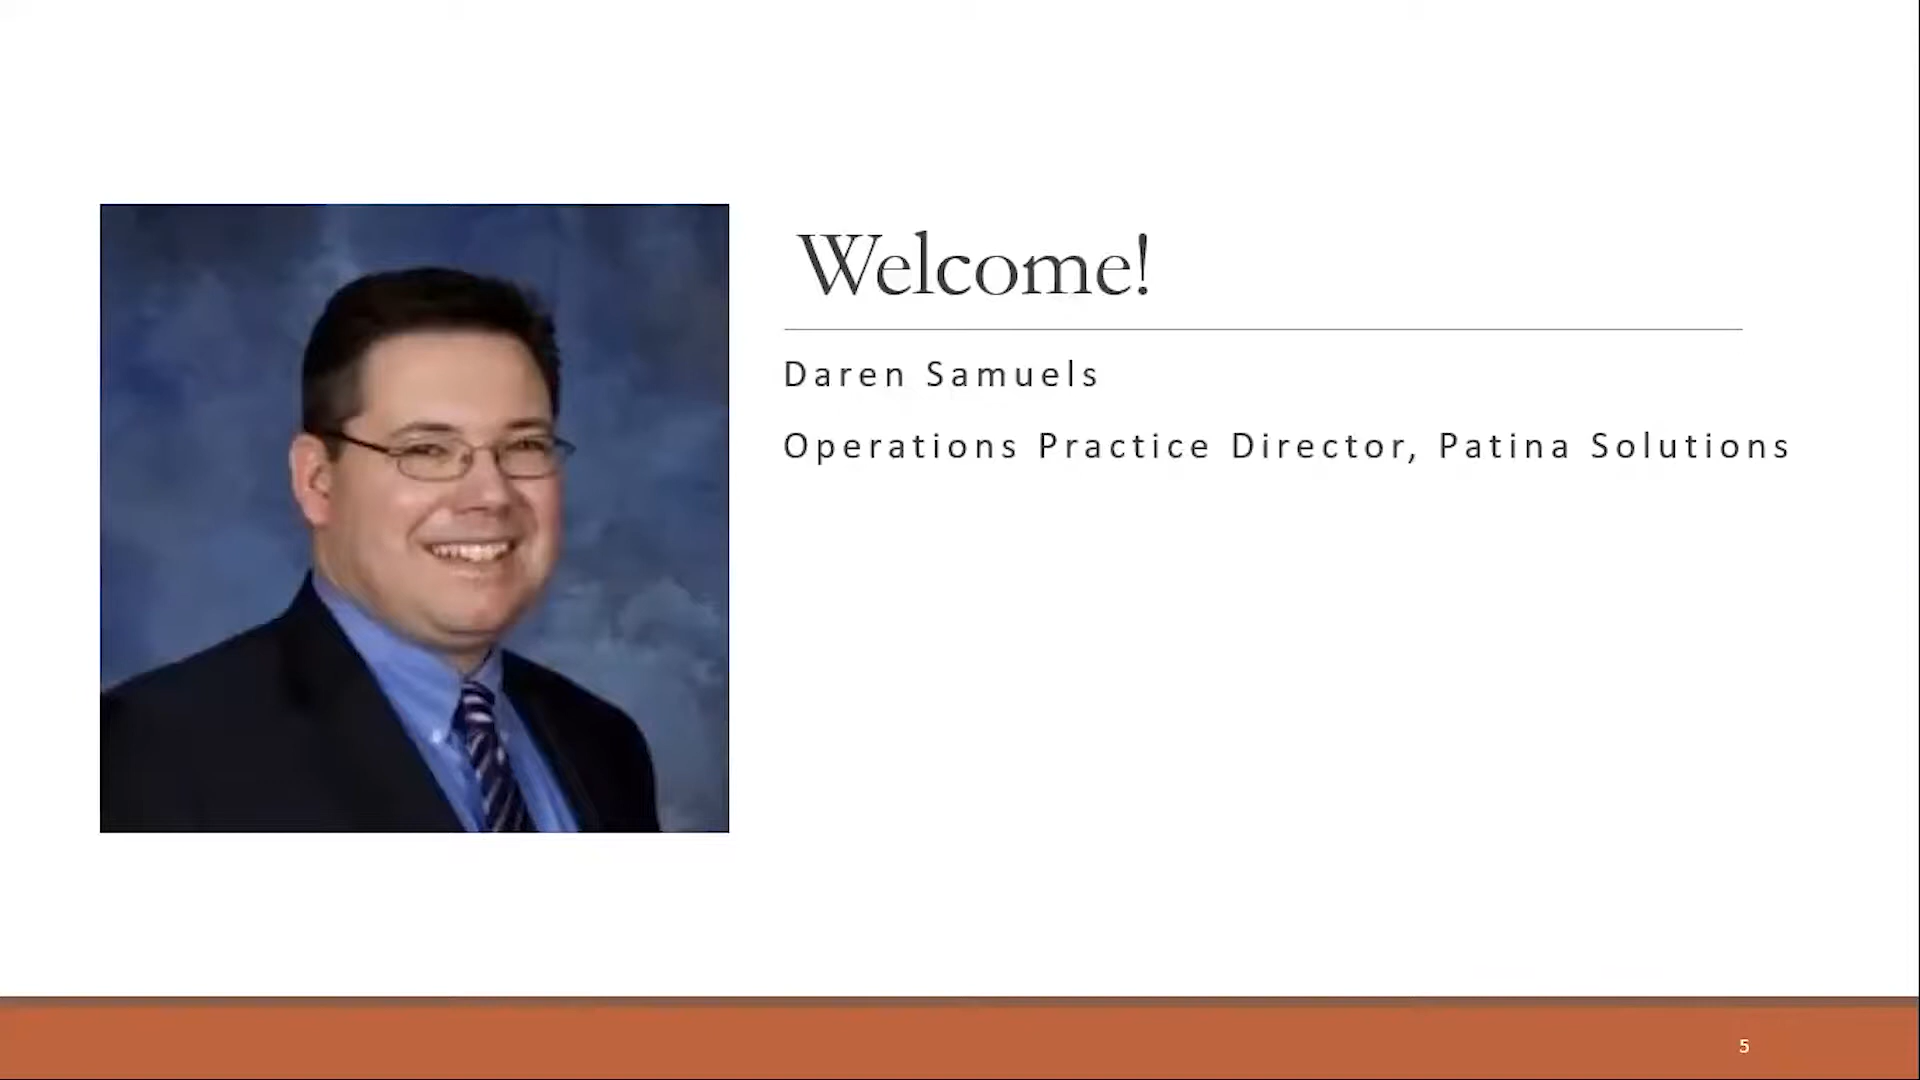 Welcome!
Daren Samuels
Operations Practice Director, Patina Solutions
5